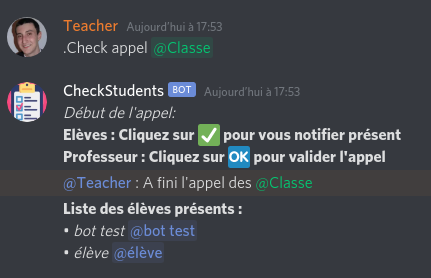 Teacher Aujourd'hui à 17:53
.Check appel @Classe
CheckStudents BOT Aujourd'hui à 17:53
Début de l'appel:
Elèves : Cliquez sur ✅ pour vous notifier présent
Professeur : Cliquez sur 🆗 pour valider l'appel
@Teacher : A fini l'appel des @Classe
Liste des élèves présents :
• bot test @bot test
• élève @élève